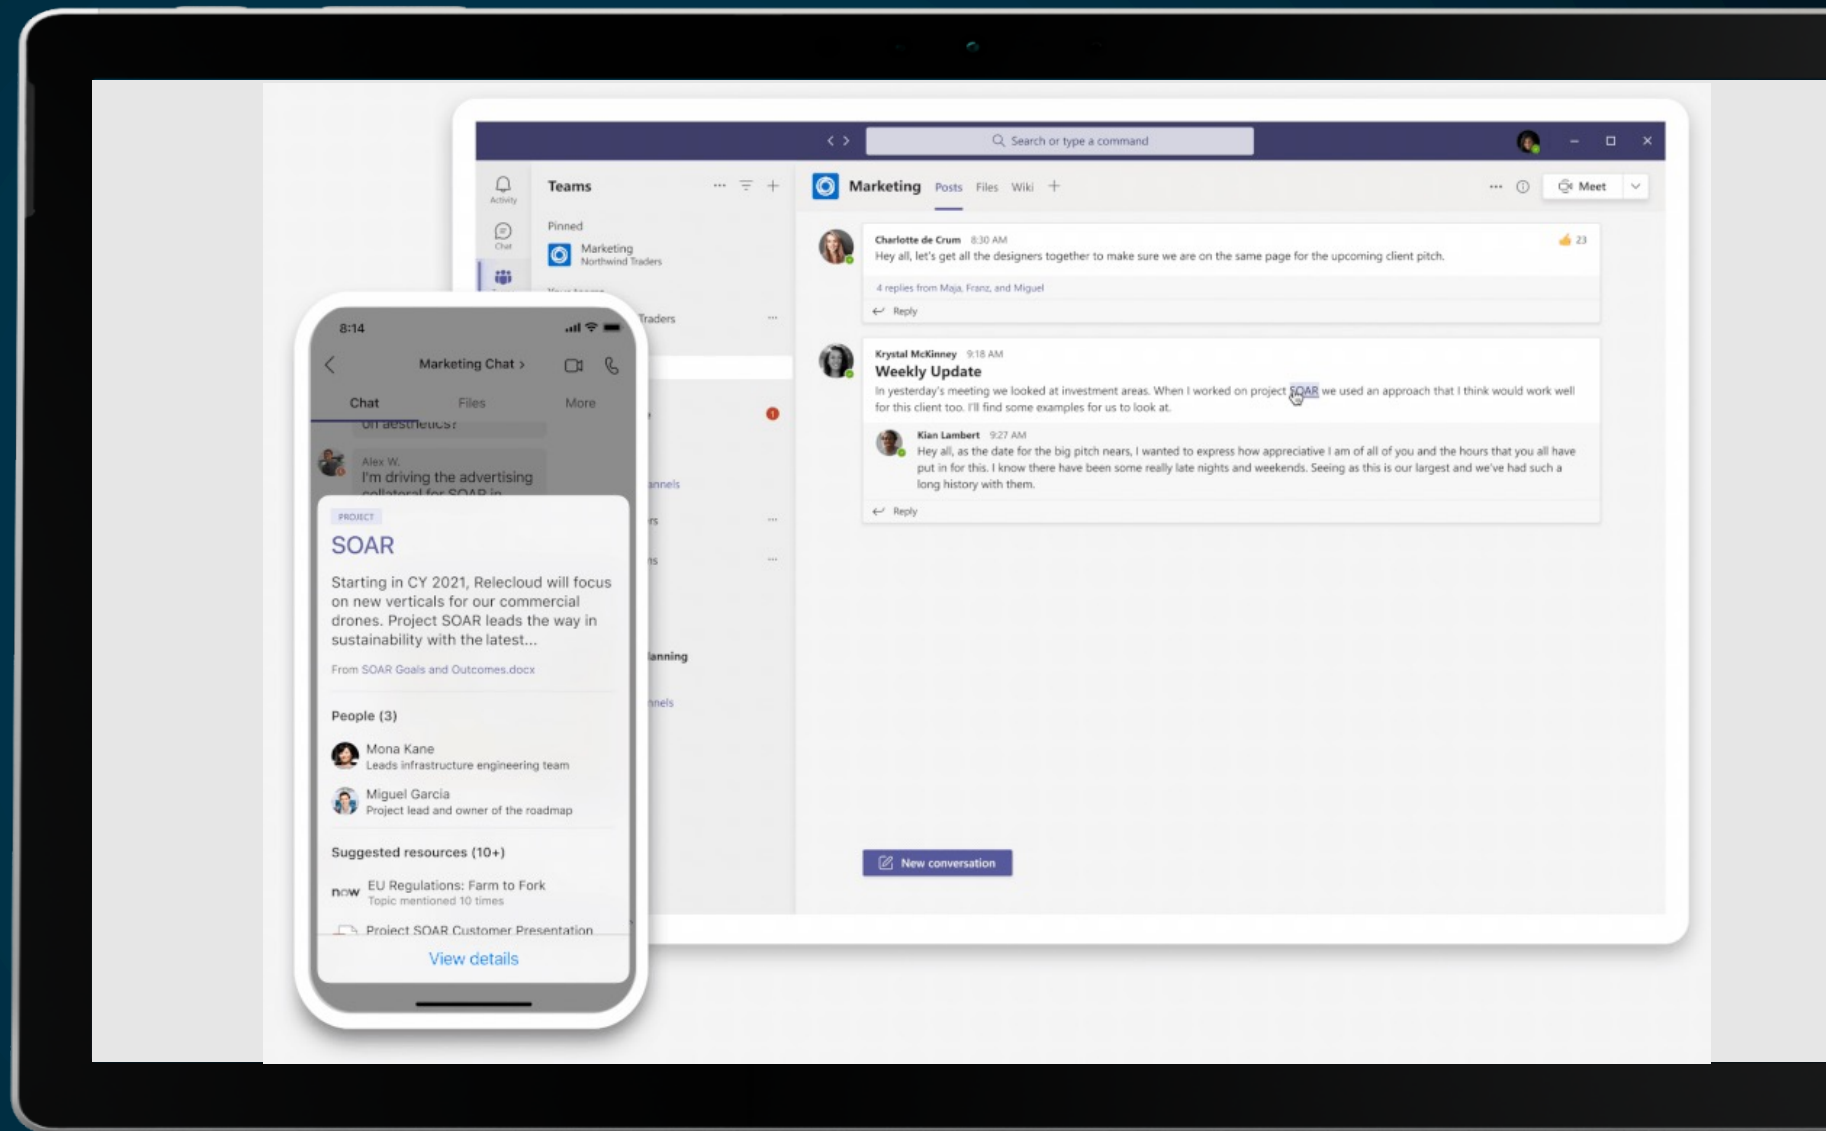 Search or type a command
Activity
Teams
Marketing Posts Files Wiki
Meet
Chat
Pinned
Marketing
Northwind Traders
Traders
annels
anning
nnels
Charlotte de Crum 8:30 AM
23
Hey all, let's get all the designers together to make sure we are on the same page for the upcoming client pitch.
4 replies from Maja, Franz, and Miguel
Reply
Krystal McKinney 9:18 AM
Weekly Update
In yesterday's meeting we looked at investment areas. When I worked on project SOAR we used an approach that I think would work well
for this client too. I'll find some examples for us to look at.
Kian Lambert 9:27 AM
Hey all, as the date for the big pitch nears, I wanted to express how appreciative I am of all of you and the hours that you all have
put in for this. I know there have been some really late nights and weekends. Seeing as this is our largest and we've had such a
long history with them.
Reply
New conversation
8:14
Marketing Chat
Chat Files More
on aesthetics?
Alex W.
I'm driving the advertising
collateral for SOAR in
PROJECT
SOAR
Starting in CY 2021, Relecloud will focus
on new verticals for our commercial
drones. Project SOAR leads the way in
sustainability with the latest...
From SOAR Goals and Outcomes.docx
People (3)
Mona Kane
Leads infrastructure engineering team
Miguel Garcia
Project lead and owner of the roadmap
Suggested resources (10+)
now EU Regulations: Farm to Fork
Topic mentioned 10 times
Project SOAR Customer Presentation
View details